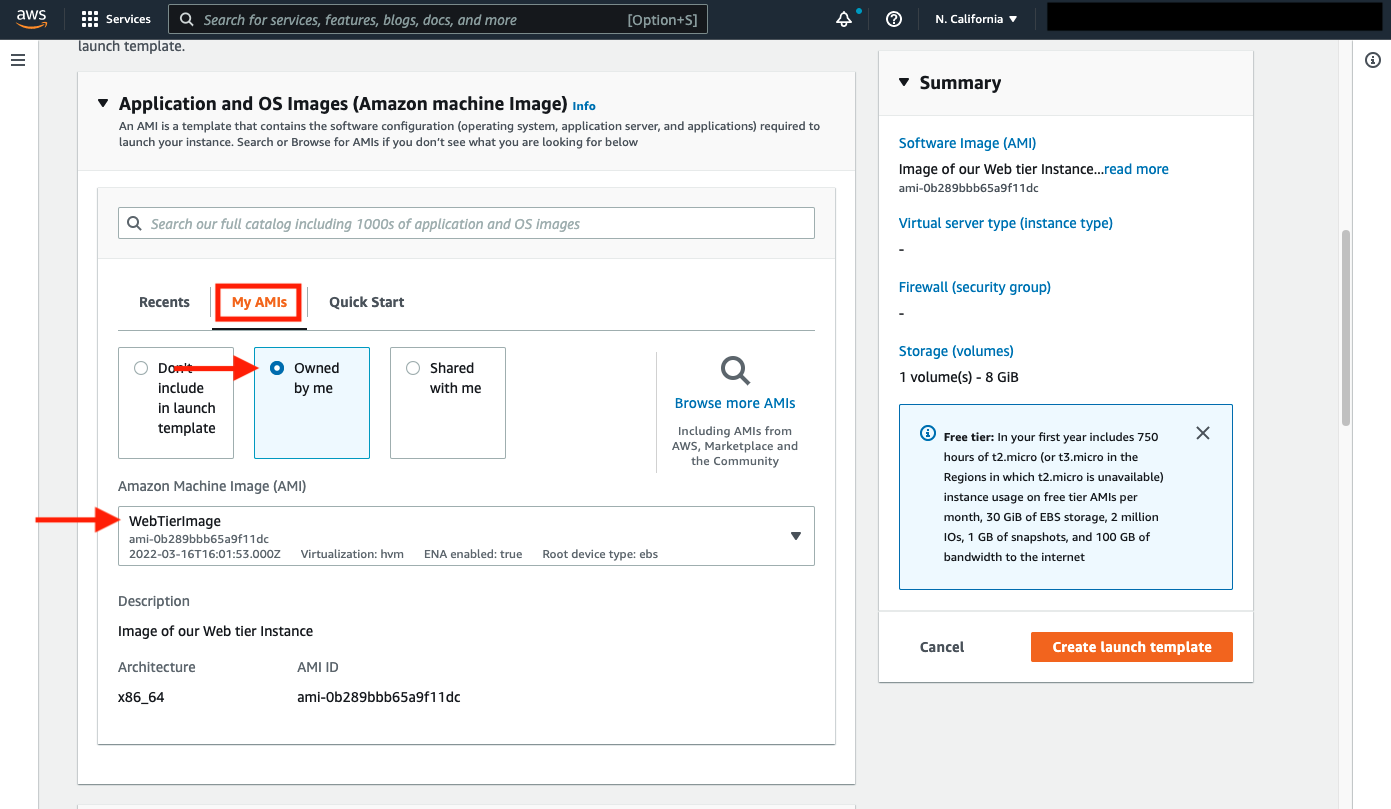 aws
Services
Search for services, features, blogs, docs, and more
[Option+S]
N. California
launch template.
Application and OS Images (Amazon machine Image) Info
An AMI is a template that contains the software configuration (operating system, application server, and applications) required to
launch your instance. Search or Browse for AMIs if you don't see what you are looking for below
Search our full catalog including 1000s of application and OS images
Recents
My AMIs
Quick Start
Don't
include
in launch
template
Owned
by me
Shared
with me
Browse more AMIs
Including AMIs from
AWS, Marketplace and
the Community
Amazon Machine Image (AMI)
WebTierImage
ami-0b289bbb65a9f11dc
2022-03-16T16:01:53.000Z Virtualization: hvm ENA enabled: true Root device type: ebs
Description
Image of our Web tier Instance
Architecture
AMI ID
x86_64
ami-0b289bbb65a9f11dc
Summary
Software Image (AMI)
Image of our Web tier Instance...read more
ami-0b289bbb65a9f11dc
Virtual server type (instance type)
-
Firewall (security group)
-
Storage (volumes)
1 volume(s) - 8 GiB
Free tier: In your first year includes 750
hours of t2.micro (or t3.micro in the
Regions in which t2.micro is unavailable)
instance usage on free tier AMIs per
month, 30 GiB of EBS storage, 2 million
IOs, 1 GB of snapshots, and 100 GB of
bandwidth to the internet
Cancel
Create launch template